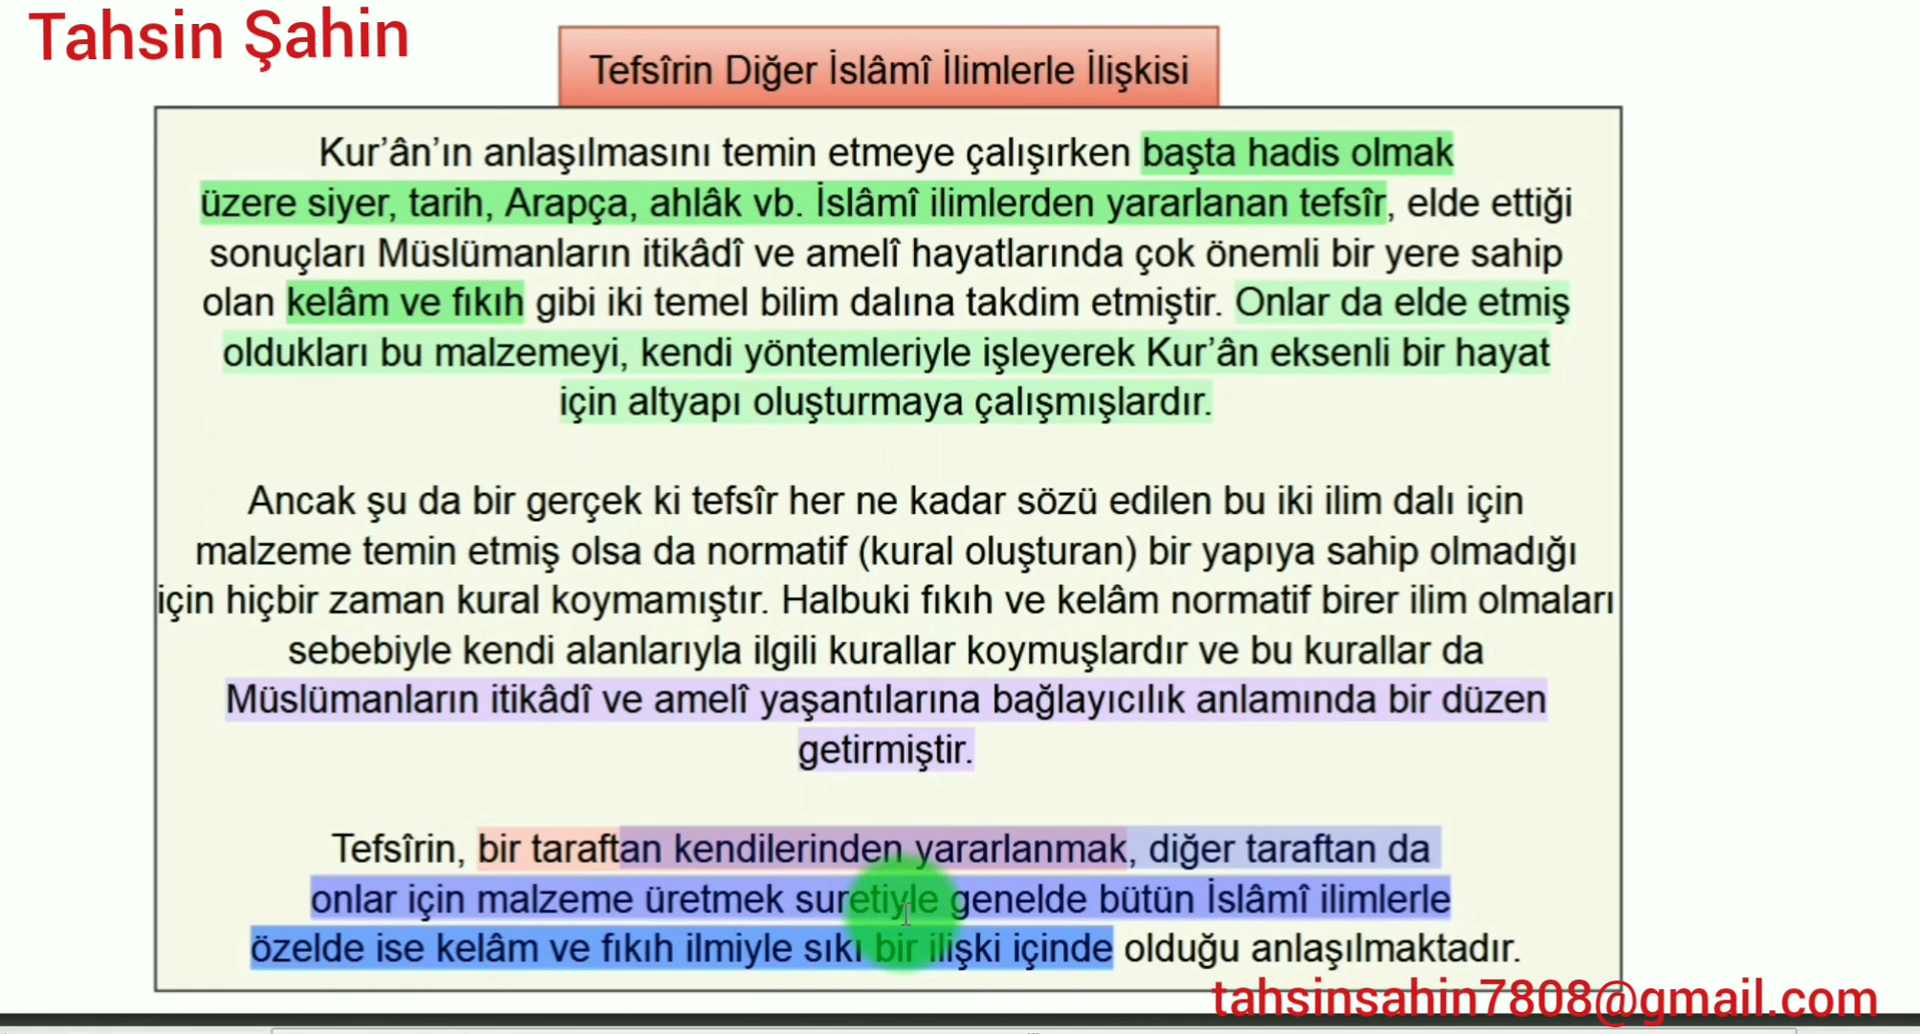 Tahsin Şahin
Tefsîrin Diğer İslâmî İlimlerle İlişkisi
Kur’ân’ın anlaşılmasını temin etmeye çalışırken başta hadis olmak
üzere siyer, tarih, Arapça, ahlâk vb. İslâmî ilimlerden yararlanan tefsîr, elde ettiği
sonuçları Müslümanların itikâdî ve amelî hayatlarında çok önemli bir yere sahip
olan kelâm ve fıkıh gibi iki temel bilim dalına takdim etmiştir. Onlar da elde etmiş
oldukları bu malzemeyi, kendi yöntemleriyle işleyerek Kur’ân eksenli bir hayat
için altyapı oluşturmaya çalışmışlardır.
Ancak şu da bir gerçek ki tefsîr her ne kadar sözü edilen bu iki ilim dalı için
malzeme temin etmiş olsa da normatif (kural oluşturan) bir yapıya sahip olmadığı
için hiçbir zaman kural koymamıştır. Halbuki fıkıh ve kelâm normatif birer ilim olmaları
sebebiyle kendi alanlarıyla ilgili kurallar koymuşlardır ve bu kurallar da
Müslümanların itikâdî ve amelî yaşantılarına bağlayıcılık anlamında bir düzen
getirmiştir.
Tefsîrin, bir taraftan kendilerinden yararlanmak, diğer taraftan da
onlar için malzeme üretmek suretiyle genelde bütün İslâmî ilimlerle
özelde ise kelâm ve fıkıh ilmiyle sıkı bir ilişki içinde olduğu anlaşılmaktadır.
tahsinsahin7808@gmail.com